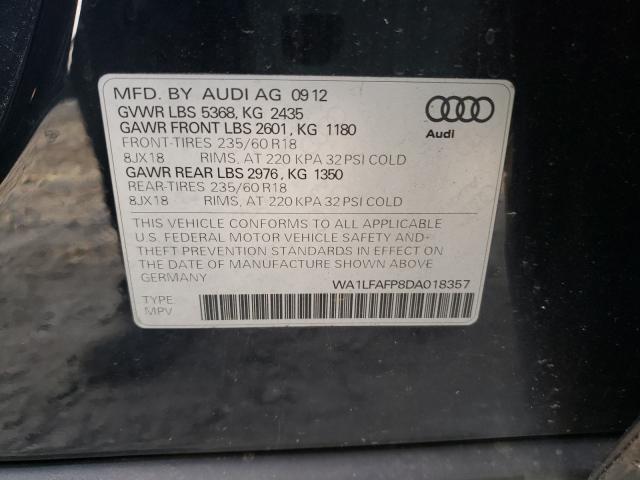 MFD. BY AUDI AG 0912
GVWR LBS 5368, KG 2435
GAWR FRONT LBS 2601, KG 1180
FRONT-TIRES 235/60 R18
8JX18 RIMS, AT 220 KPA 32 PSI COLD
GAWR REAR LBS 2976, KG 1350
REAR-TIRES 235/60 R18
8JX18 RIMS, AT 220 KPA 32 PSI COLD
Audi
THIS VEHICLE CONFORMS TO ALL APPLICABLE
U.S. FEDERAL MOTOR VEHICLE SAFETY AND
THEFT PREVENTION STANDARDS IN EFFECT ON
THE DATE OF MANUFACTURE SHOWN ABOVE.
GERMANY
WA1LFAFP8DA018357
TYPE
MPV